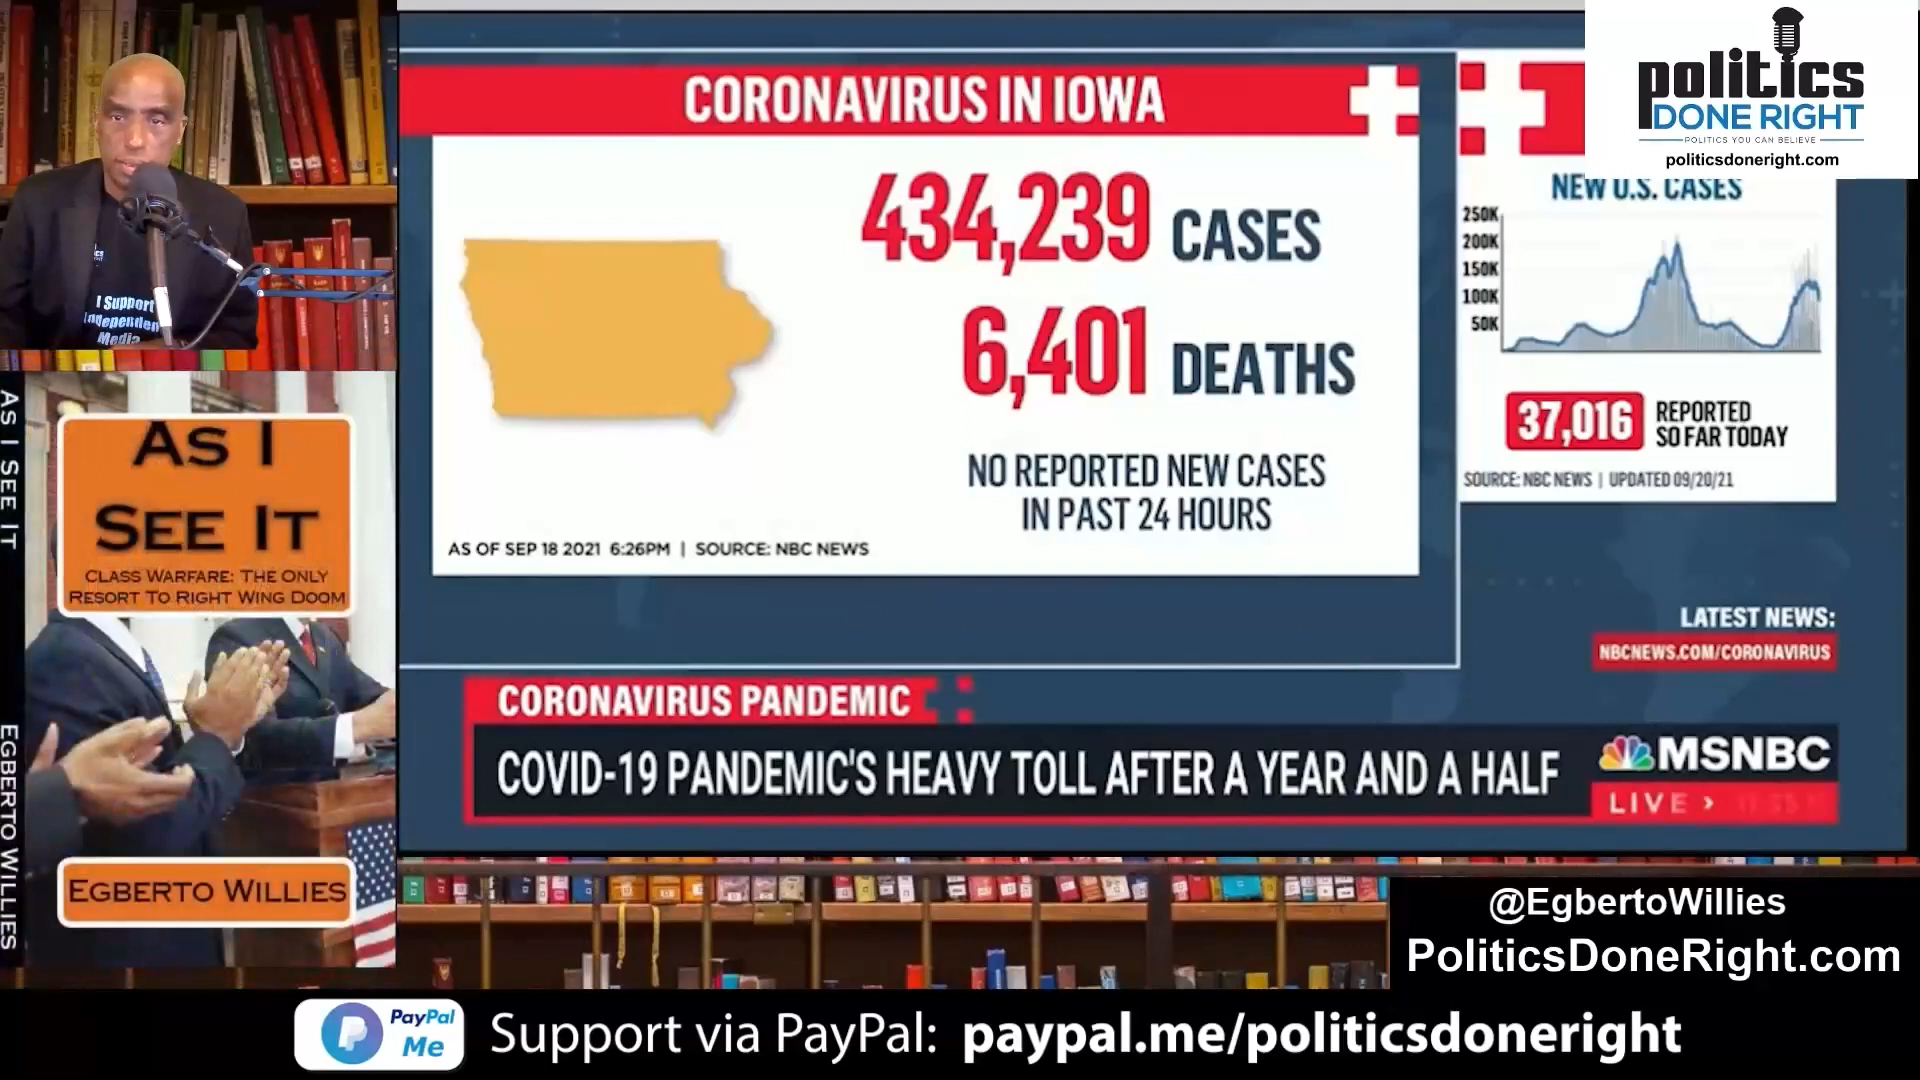 CORONAVIRUS IN IOWA
434,239 CASES
6,401 DEATHS
NO REPORTED NEW CASES
IN PAST 24 HOURS
AS OF SEP 18 2021 6:26PM | SOURCE: NBC NEWS
politics
DONE RIGHT
POLITICS YOU CAN BELIEVE
politicsdoneright.com
NEW U.S. CASES
250K
200K
150K
100K
50K
37,016 REPORTED
SO FAR TODAY
SOURCE: NBC NEWS | UPDATED 09/20/21
LATEST NEWS:
NBCNEWS.COM/CORONAVIRUS
CORONAVIRUS PANDEMIC
COVID-19 PANDEMIC'S HEAVY TOLL AFTER A YEAR AND A HALF
MSNBC
LIVE >
I Support
Independen
Media
AS I SEE IT
EGBERTO WILLIES
AS I
SEE IT
CLASS WARFARE: THE ONLY
RESORT TO RIGHT WING DOOM
EGBERTO WILLIES
@EgbertoWillies
PoliticsDoneRight.com
PayPal
Me
Support via PayPal: paypal.me/politicsdoneright